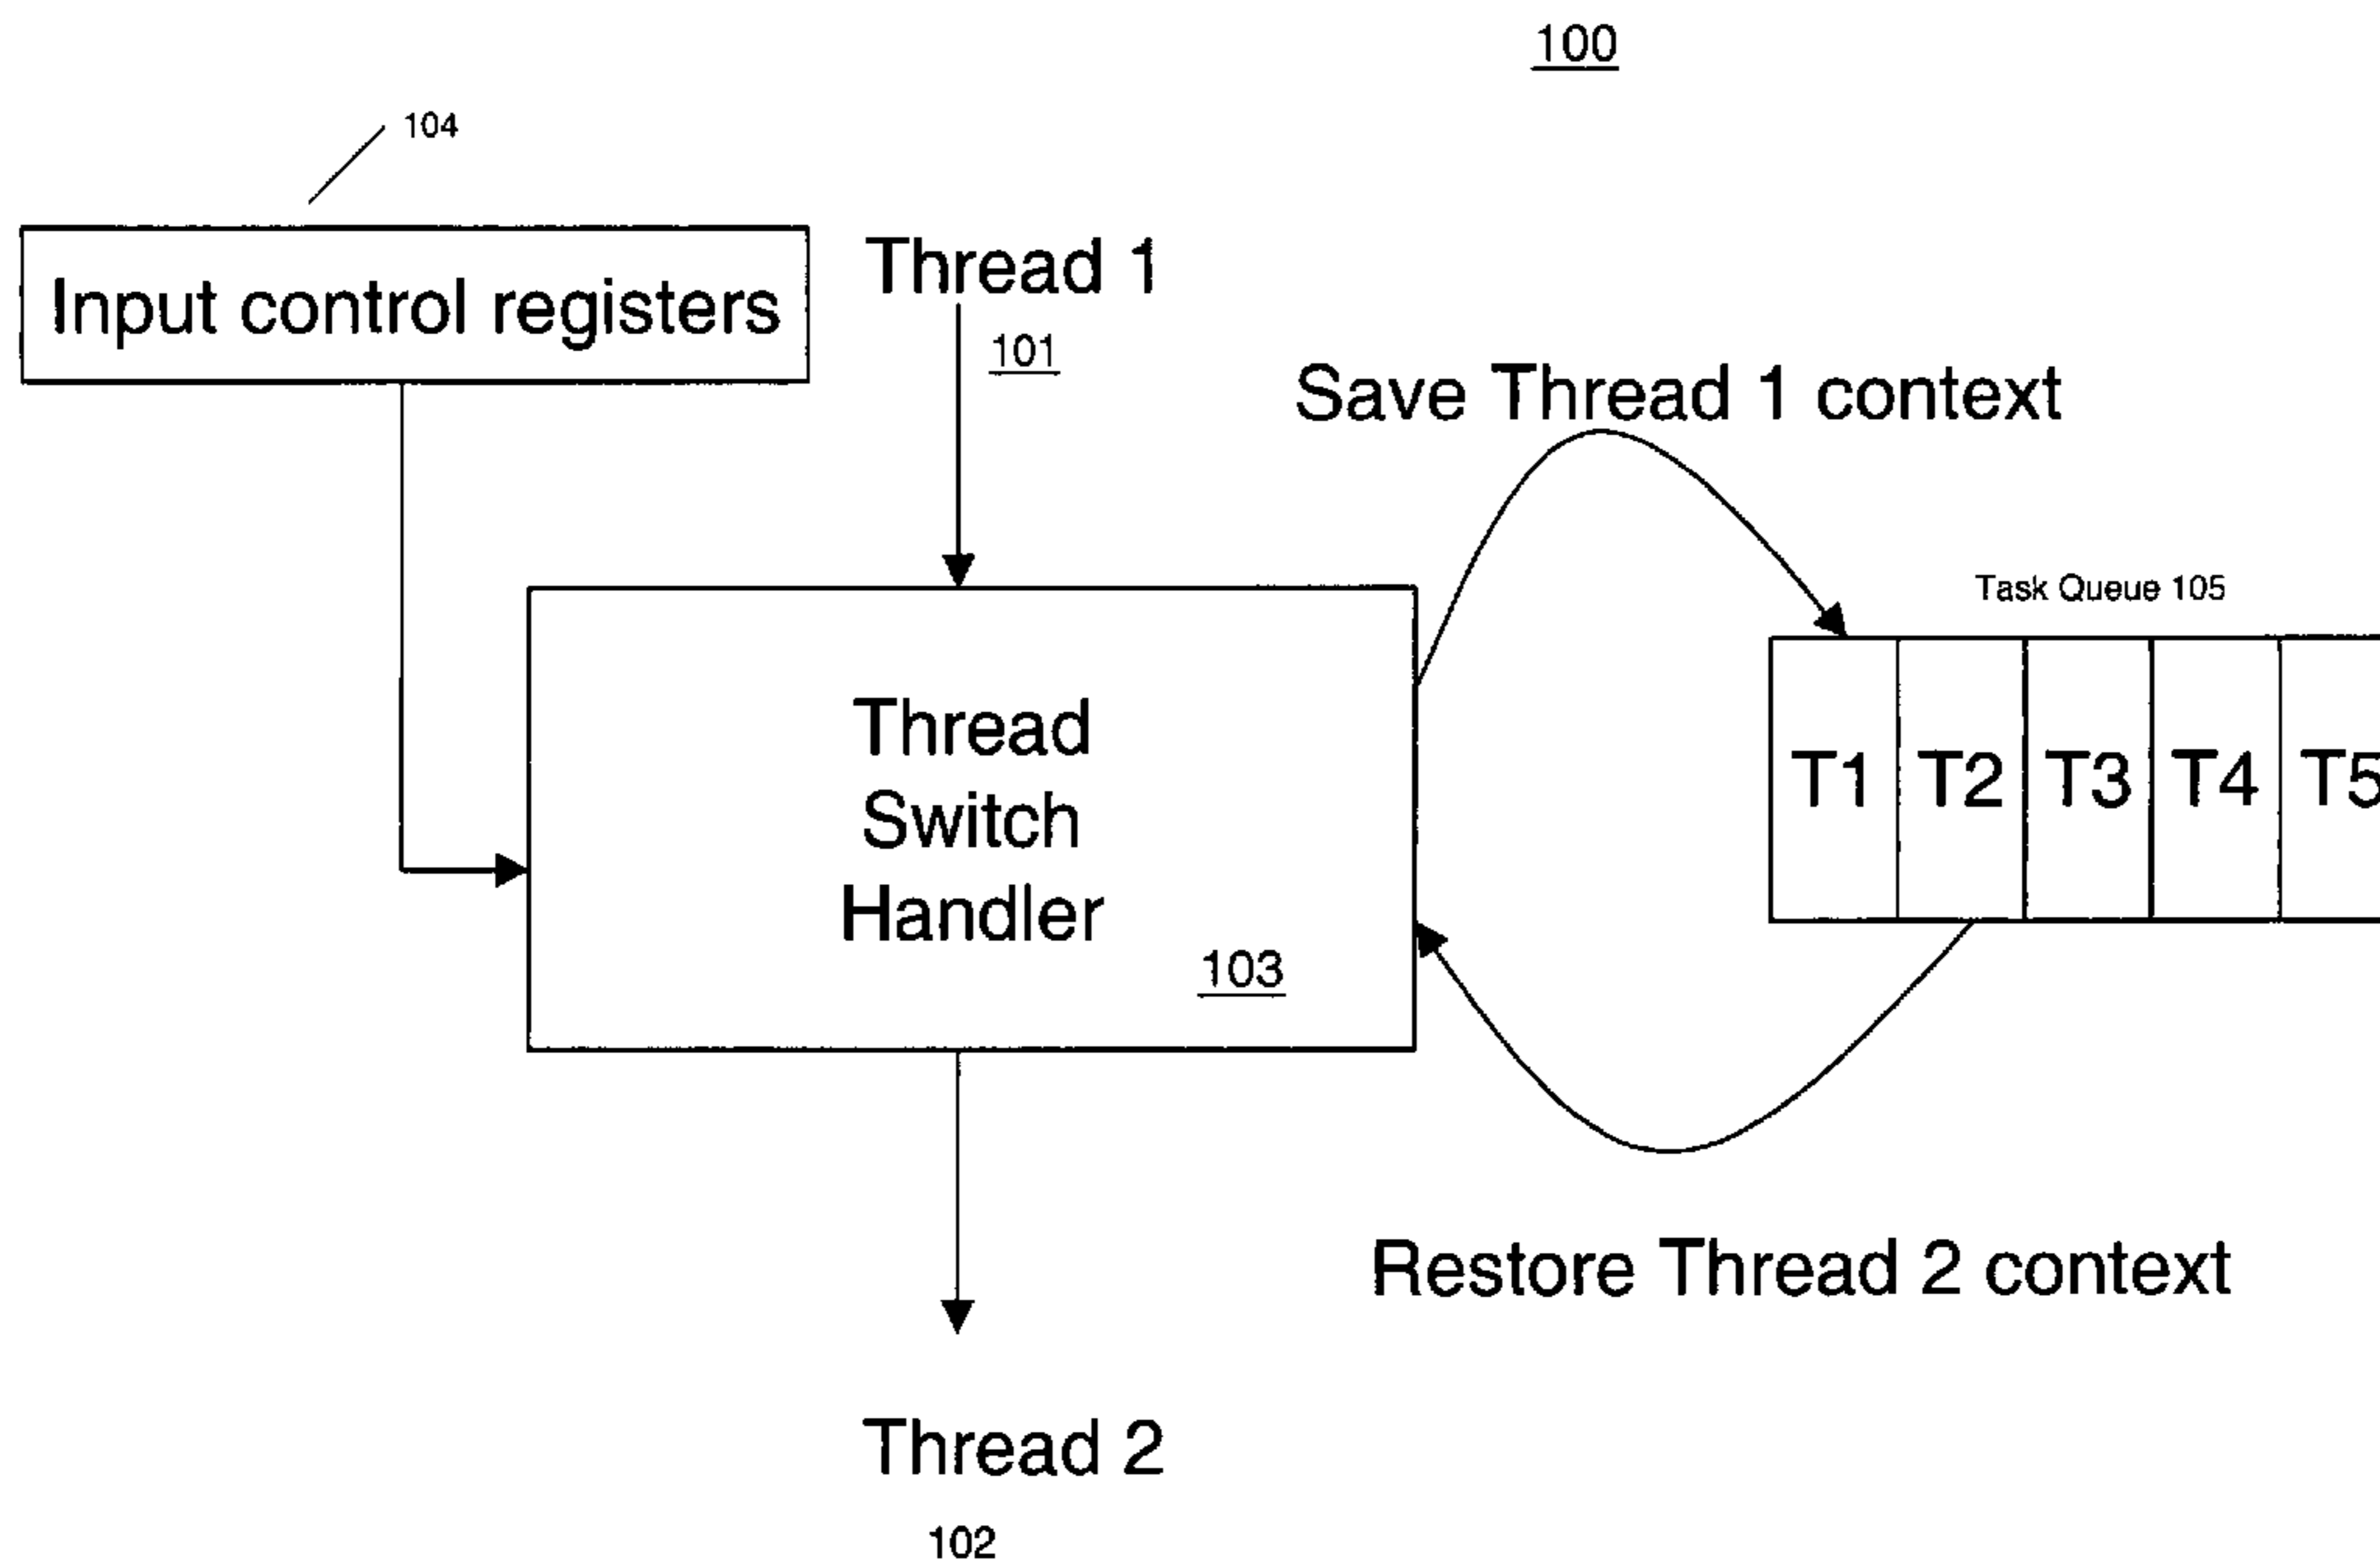 100
104
Input control registers
Thread 1
101
Save Thread 1 context
Task Queue 105
T1 T2 T3 T4 T5
Thread
Switch
Handler
103
Restore Thread 2 context
Thread 2
102